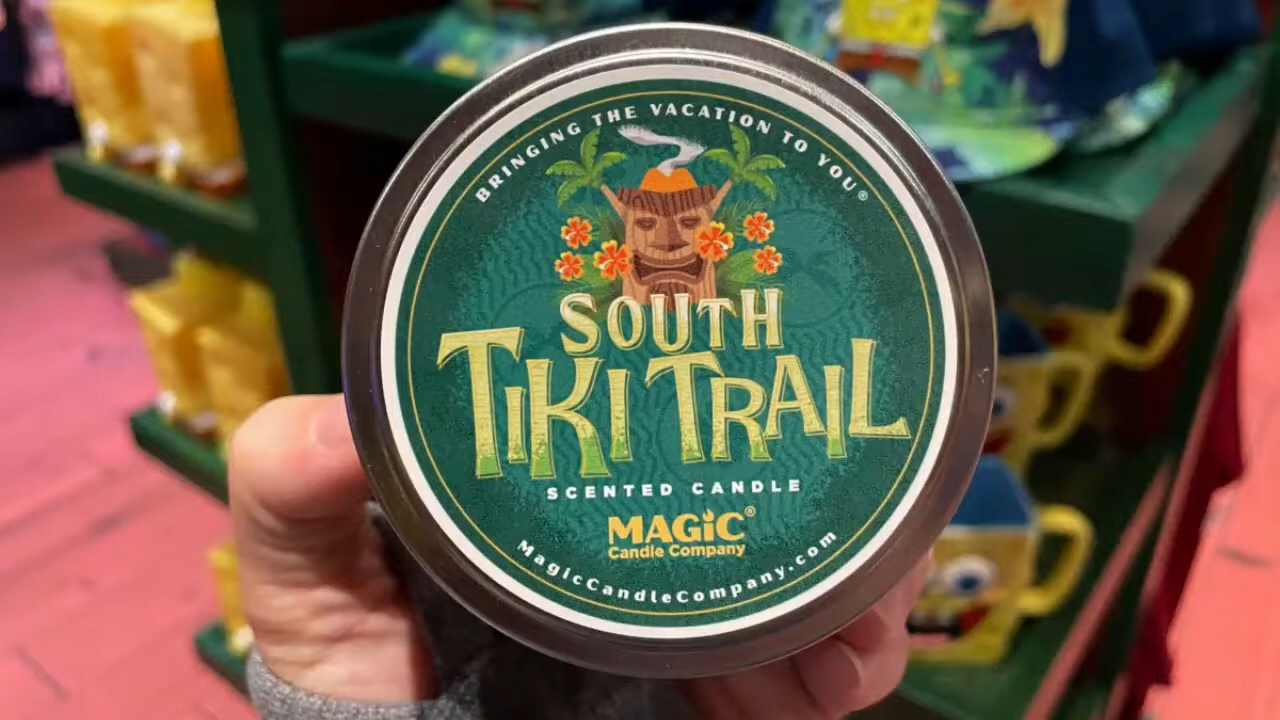 BRINGING THE VACATION TO YOU®
SOUTH
TIKI TRAIL
SCENTED CANDLE
MAGIC®
Candle Company
MagicCandleCompany.com